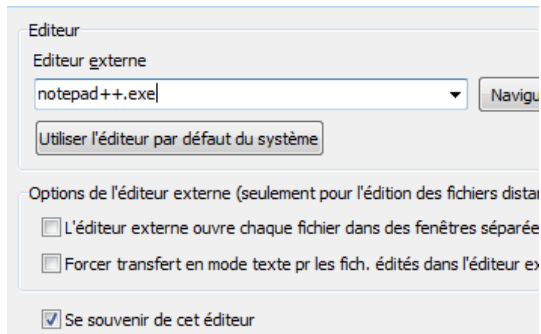 Editeur
Editeur externe
notepad++.exe
Navigu
Utiliser l'éditeur par défaut du système
Options de l'éditeur externe (seulement pour l'édition des fichiers distar
L'éditeur externe ouvre chaque fichier dans des fenêtres séparée
Forcer transfert en mode texte pr les fich. édités dans l'éditeur ex
Se souvenir de cet éditeur